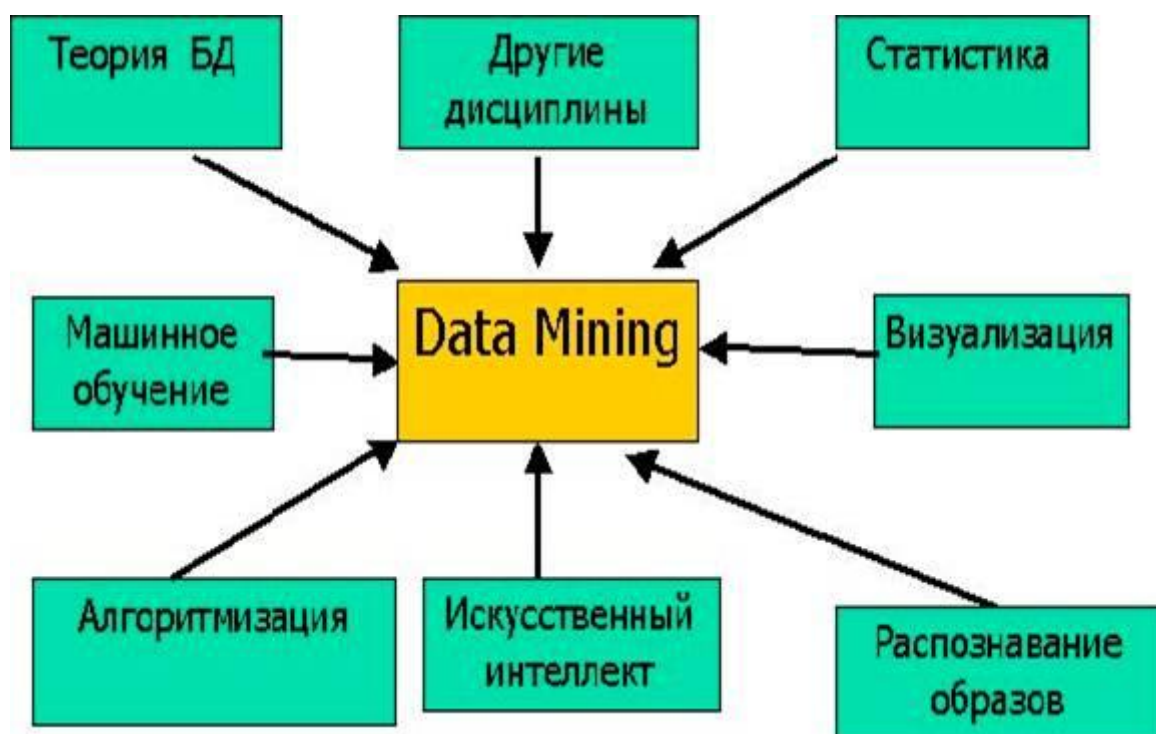 Теория БД
Другие
дисциплины
Статистика
Машинное
обучение
Data Mining
Визуализация
Алгоритмизация
Искусственный
интеллект
Распознавание
образов